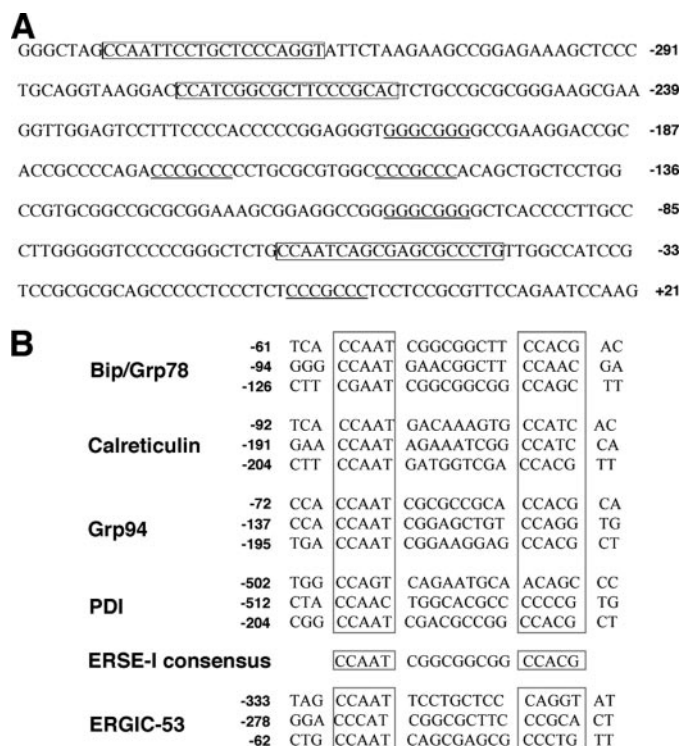 A
GGGCTAGCCAATTCCTGCTCCCAGGTATTCTAAGAAGCCGGAGAAAGCTCCC -291
TGCAGGTAAGGACCCATCGGCGCTTCCCGCACTCTGCCGCGCGGGAAGCGAA -239
GGTTGGAGTCCTTTCCCCACCCCCGGAGGGTGGGCGGGGCCGAAGGACCGC -187
ACCGCCCCAGACCCGCCCCCTGCGCGTGGCCCCGCCCACAGCTGCTCCTGG -136
CCGTGCGGCCGCGCGGAAAGCGGAGGCCGGGGGCGGGGCTCACCCCTTGCC -85
CTTGGGGGTCCCCCGGGCTCTGCCAATCAGCGAGCGCCCTGTTGGCCATCCG -33
TCCGCGCGCAGCCCCCTCCCTCTCCCGCCCTCCTCCGCGTTCCAGAATCCAAG +21
B
Bip/Grp78
-61 TCA CCAAT CGGCGGCTT CCACG AC
-94 GGG CCAAT GAACGGCTT CCAAC GA
-126 CTT CGAAT CGGCGGCGG CCAGC TT
Calreticulin
-92 TCA CCAAT GACAAAGTG CCATC AC
-191 GAA CCAAT AGAAATCGG CCATC CA
-204 CTT CCAAT GATGGTCGA CCACG TT
Grp94
-72 CCA CCAAT CGCGCCGCA CCACG CA
-137 CCA CCAAT CGGAGCTGT CCAGG TG
-195 TGA CCAAT CGGAAGGAG CCACG CT
PDI
-502 TGG CCAGT CAGAATGCA ACAGC CC
-512 CTA CCAAC TGGCACGCC CCCCG TG
-204 CGG CCAAT CGACGCCGG CCACG CT
ERSE-I consensus CCAAT CGGCGGCGG CCACG
ERGIC-53
-333 TAG CCAAT TCCTGCTCC CAGGT AT
-278 GGA CCCAT CGGCGCTTC CCGCA CT
-62 CTG CCAAT CAGCGAGCG CCCTG TT